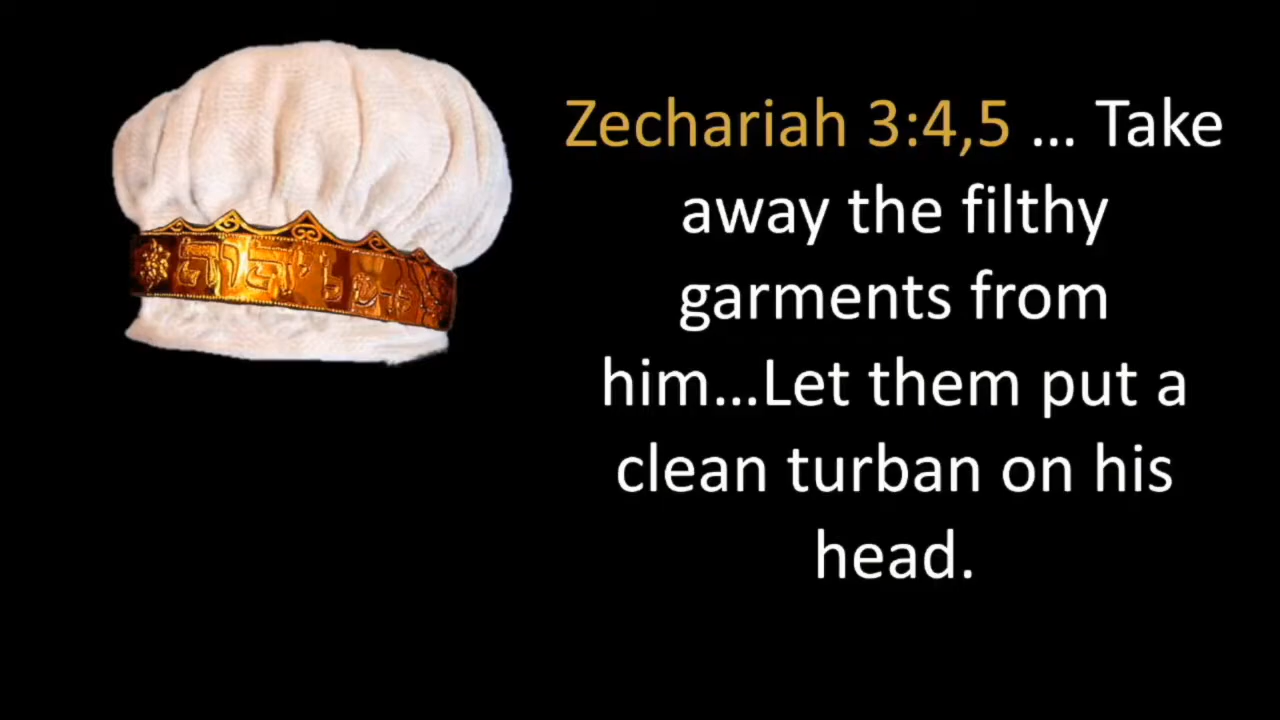 Zechariah 3:4,5 ... Take
away the filthy
garments from
him...Let them put a
clean turban on his
head.
יהוה